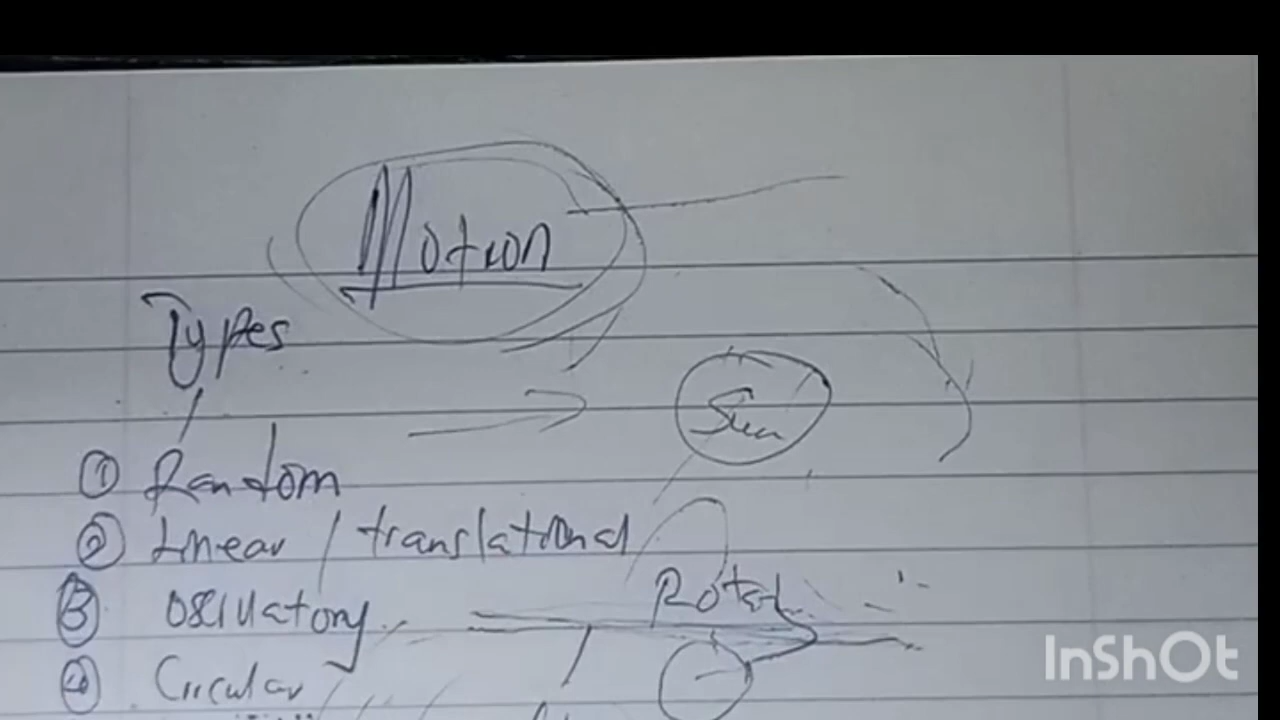 Motion
Types
Sun
① Random
② Linear / translational
③ Oscillatory
Rotat
④ Circular
InShOt